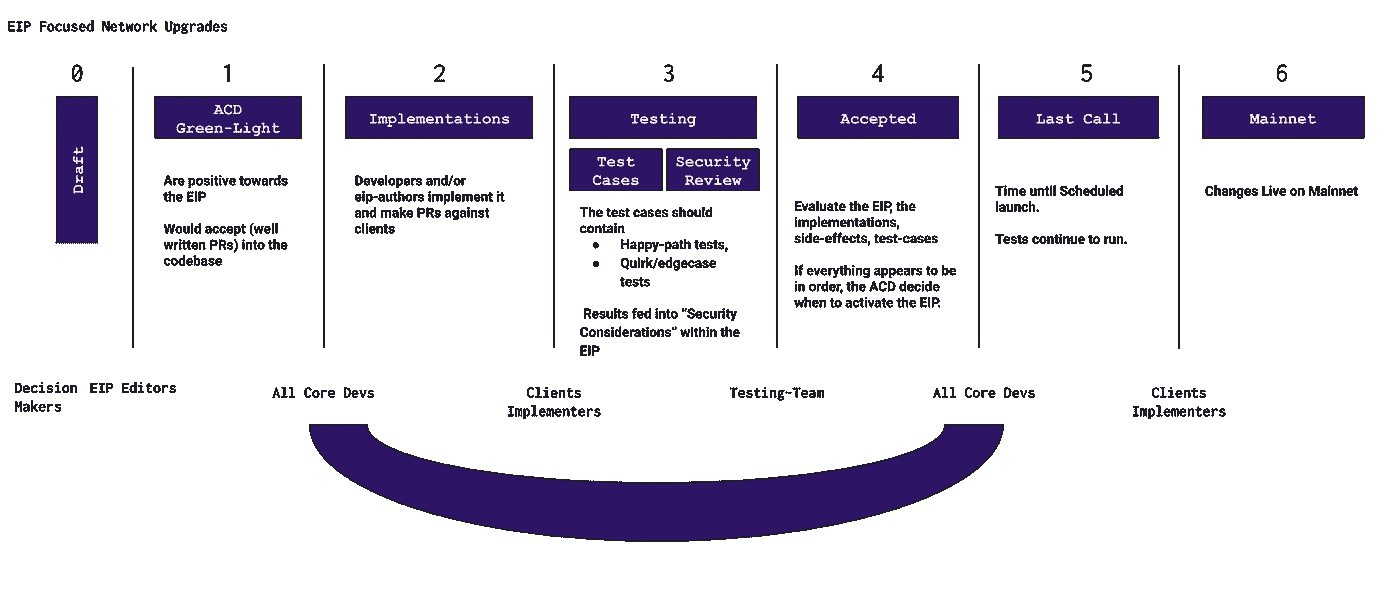 EIP Focused Network Upgrades
0
Draft
1
ACD
Green-Light
Are positive towards
the EIP
Would accept (well
written PRs) into the
codebase
2
Implementations
Developers and/or
eip-authors implement it
and make PRs against
clients
3
Testing
Test
Cases
Security
Review
The test cases should
contain
● Happy-path tests,
● Quirk/edgecase
tests
Results fed into "Security
Considerations" within the
EIP
4
Accepted
Evaluate the EIP, the
implementations,
side-effects, test-cases
If everything appears to be
in order, the ACD decide
when to activate the EIP.
5
Last Call
Time until Scheduled
launch.
Tests continue to run.
6
Mainnet
Changes Live on Mainnet
Decision
Makers
EIP Editors
All Core Devs
Clients
Implementers
Testing-Team
All Core Devs
Clients
Implementers